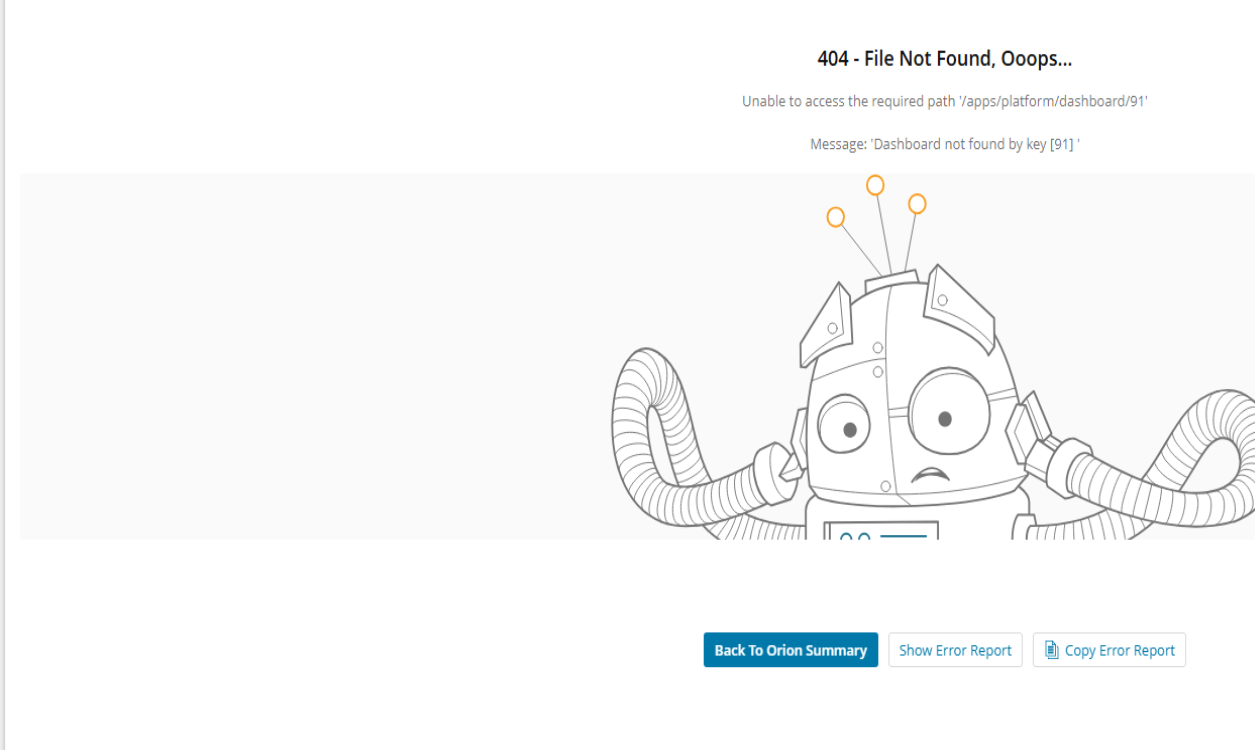 404 - File Not Found, Ooops...
Unable to access the required path '/apps/platform/dashboard/91'
Message: 'Dashboard not found by key [91] '
Back To Orion Summary
Show Error Report
Copy Error Report